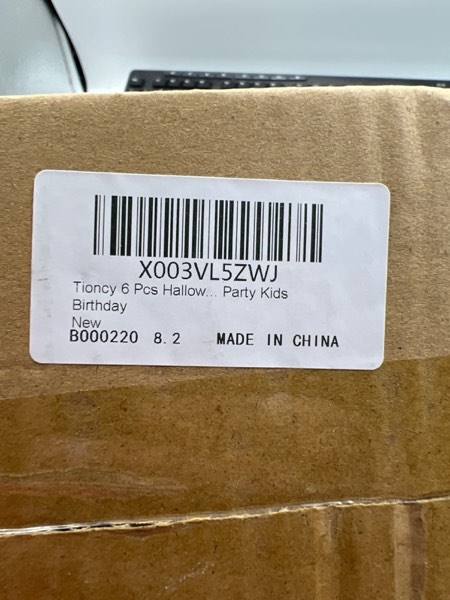 X003VL5ZWJ
Tioncy 6 Pcs Hallow... Party Kids
Birthday
New
B000220 8.2 MADE IN CHINA